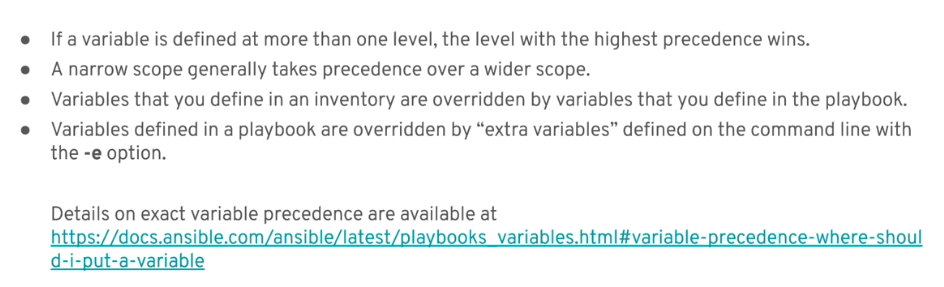 ● If a variable is defined at more than one level, the level with the highest precedence wins.
● A narrow scope generally takes precedence over a wider scope.
● Variables that you define in an inventory are overridden by variables that you define in the playbook.
● Variables defined in a playbook are overridden by “extra variables” defined on the command line with
the -e option.
Details on exact variable precedence are available at
https://docs.ansible.com/ansible/latest/playbooks_variables.html#variable-precedence-where-shoul
d-i-put-a-variable